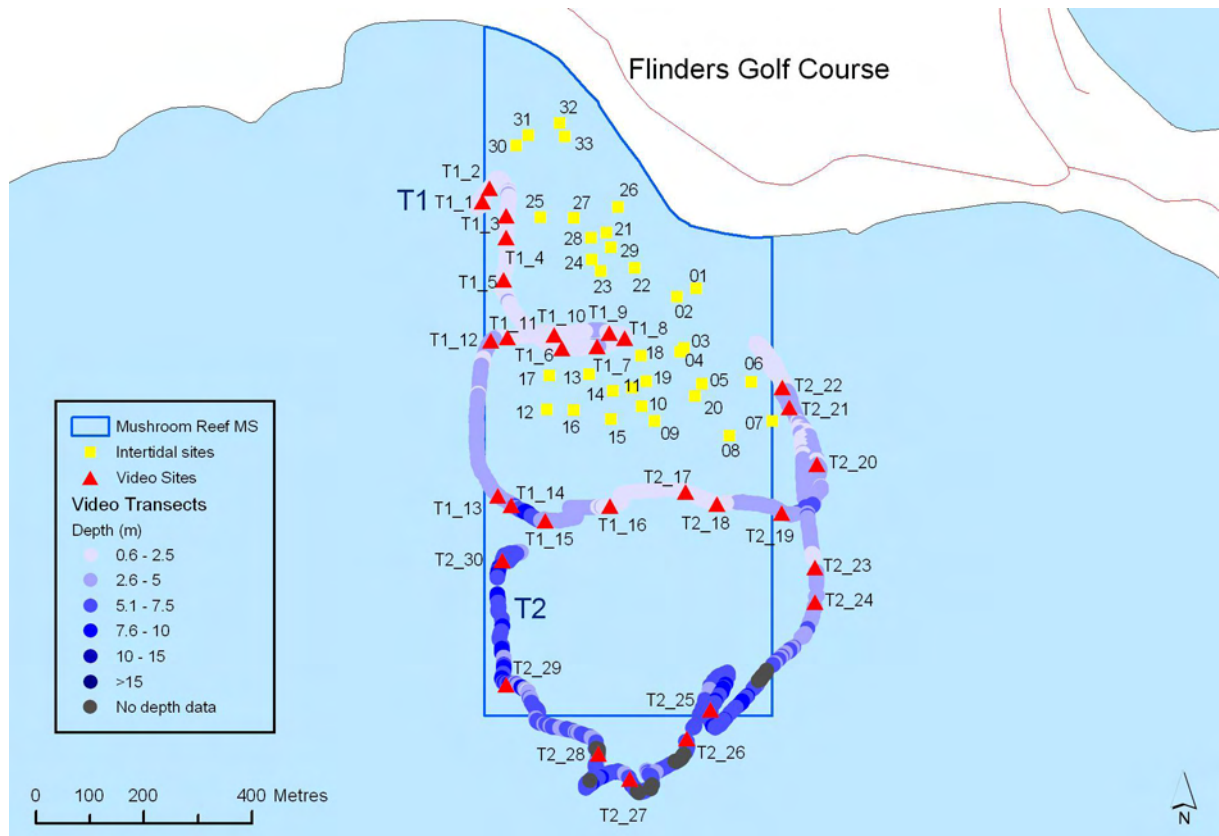 Flinders Golf Course
32
31
30
33
T1_2
T1
T1_1
26
25
27
T1_3
21
28
T1_4
29
24
23
22
T1_5
01
02
T1_10
T1_9
T1_11
T1_8
T1_12
T1_6
T1_7
18
03
04
06
17
13
19
05
T2_22
14
11
20
T2_21
12
16
10
07
15
09
08
T2_20
T2_17
T1_14
T1_13
T1_16
T2_18
T1_15
T2_19
T2_30
T2_23
T2
T2_24
T2_29
T2_25
T2_26
T2_28
T2_27
Mushroom Reef MS
Intertidal sites
Video Sites
Video Transects
Depth (m)
0.6 - 2.5
2.6 - 5
5.1 - 7.5
7.6 - 10
10 - 15
>15
No depth data
0 100 200 400 Metres
N